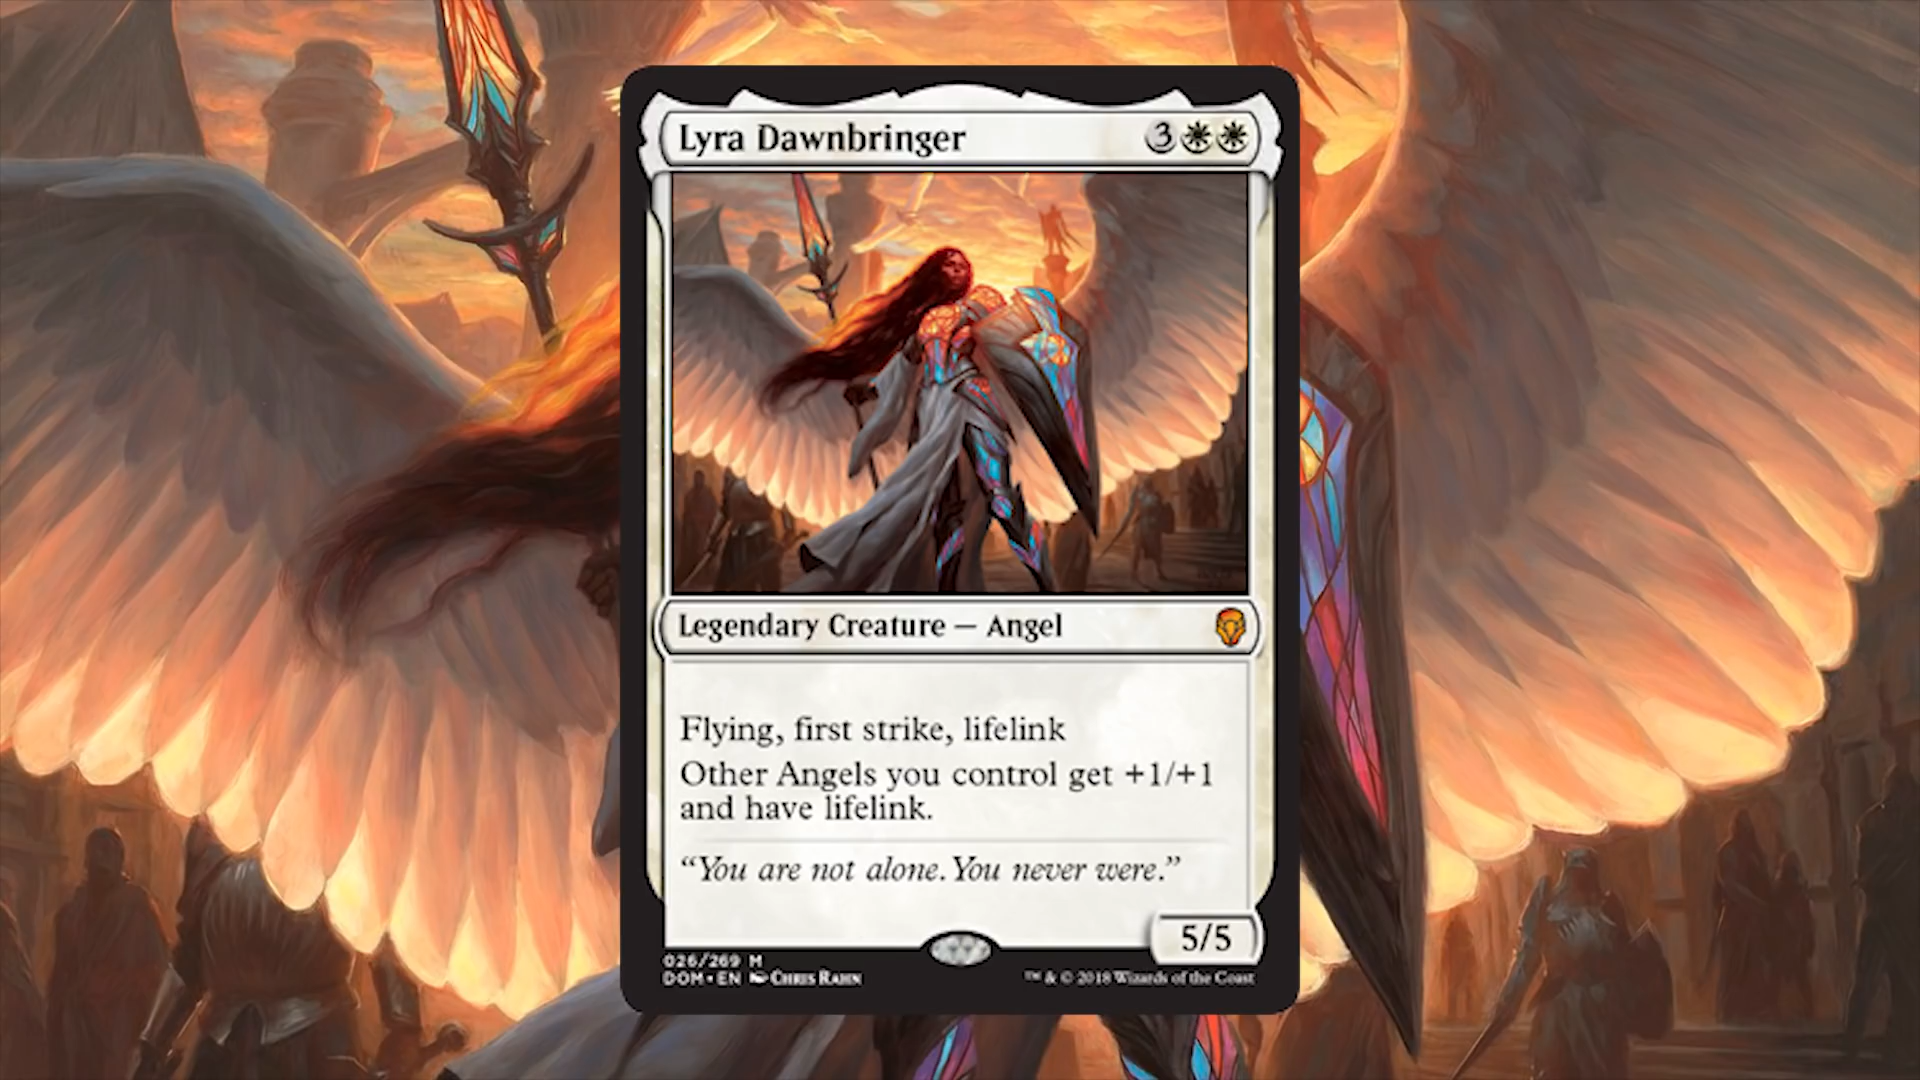 Lyra Dawnbringer 3
Legendary Creature — Angel
Flying, first strike, lifelink
Other Angels you control get +1/+1
and have lifelink.
“You are not alone. You never were.”
5/5
026/269 M
DOM • EN Chris Rahn
™ & © 2018 Wizards of the Coast